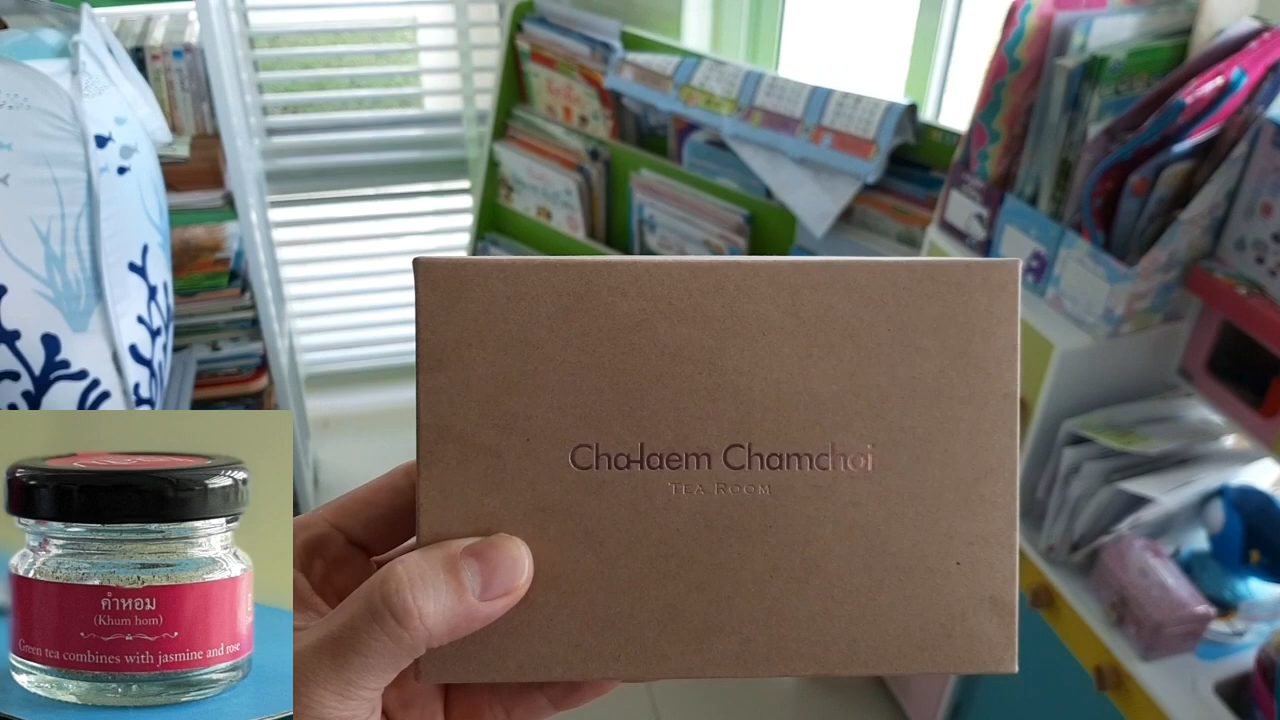 Cha-laem Chamchoi
TEA ROOM
คำหอม
(Khum hom)
Green tea combines with jasmine and rose